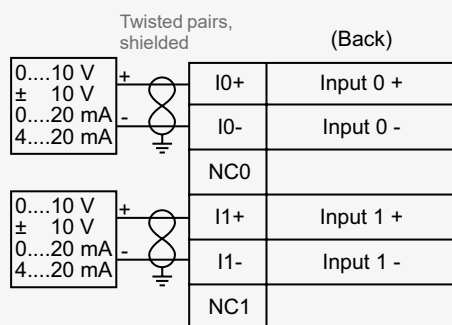 Twisted pairs,
shielded
(Back)
0....10 V
± 10 V
0....20 mA
4....20 mA
+
-
I0+ Input 0 +
I0- Input 0 -
NC0
0....10 V
± 10 V
0....20 mA
4....20 mA
+
-
I1+ Input 1 +
I1- Input 1 -
NC1